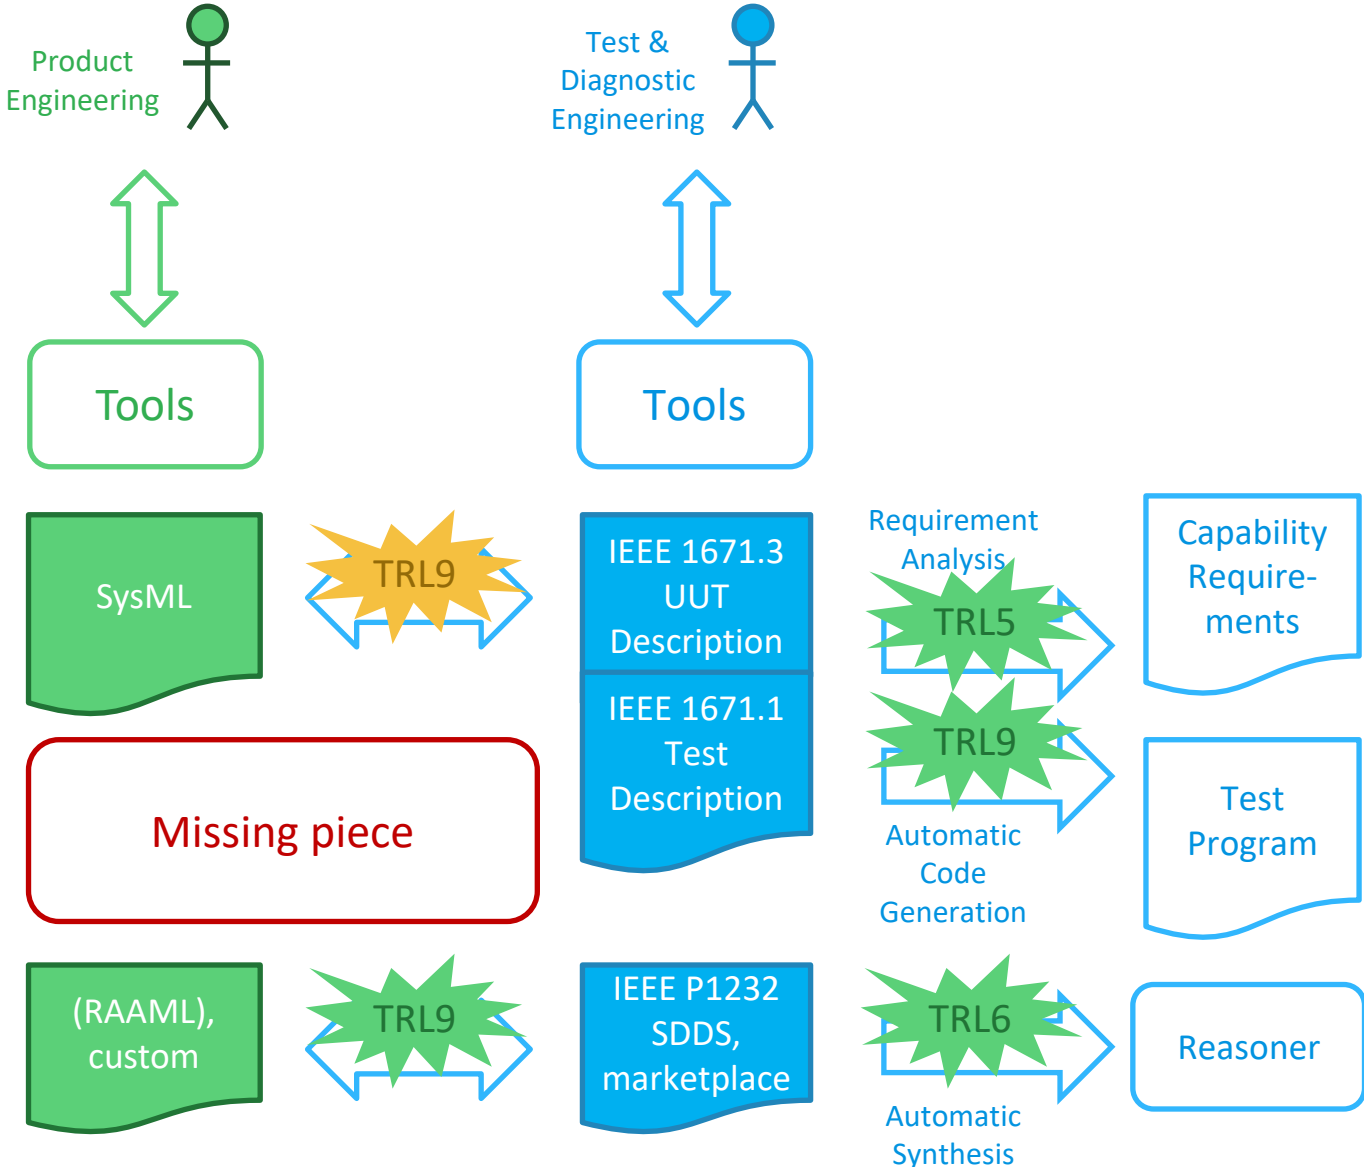 Product
Engineering
Test &
Diagnostic
Engineering
Tools
Tools
SysML
TRL9
IEEE 1671.3
UUT
Description
Requirement
Analysis
TRL5
Capability
Require-
ments
Missing piece
IEEE 1671.1
Test
Description
TRL9
Automatic
Code
Generation
Test
Program
(RAAML),
custom
TRL9
IEEE P1232
SDDS,
marketplace
TRL6
Automatic
Synthesis
Reasoner